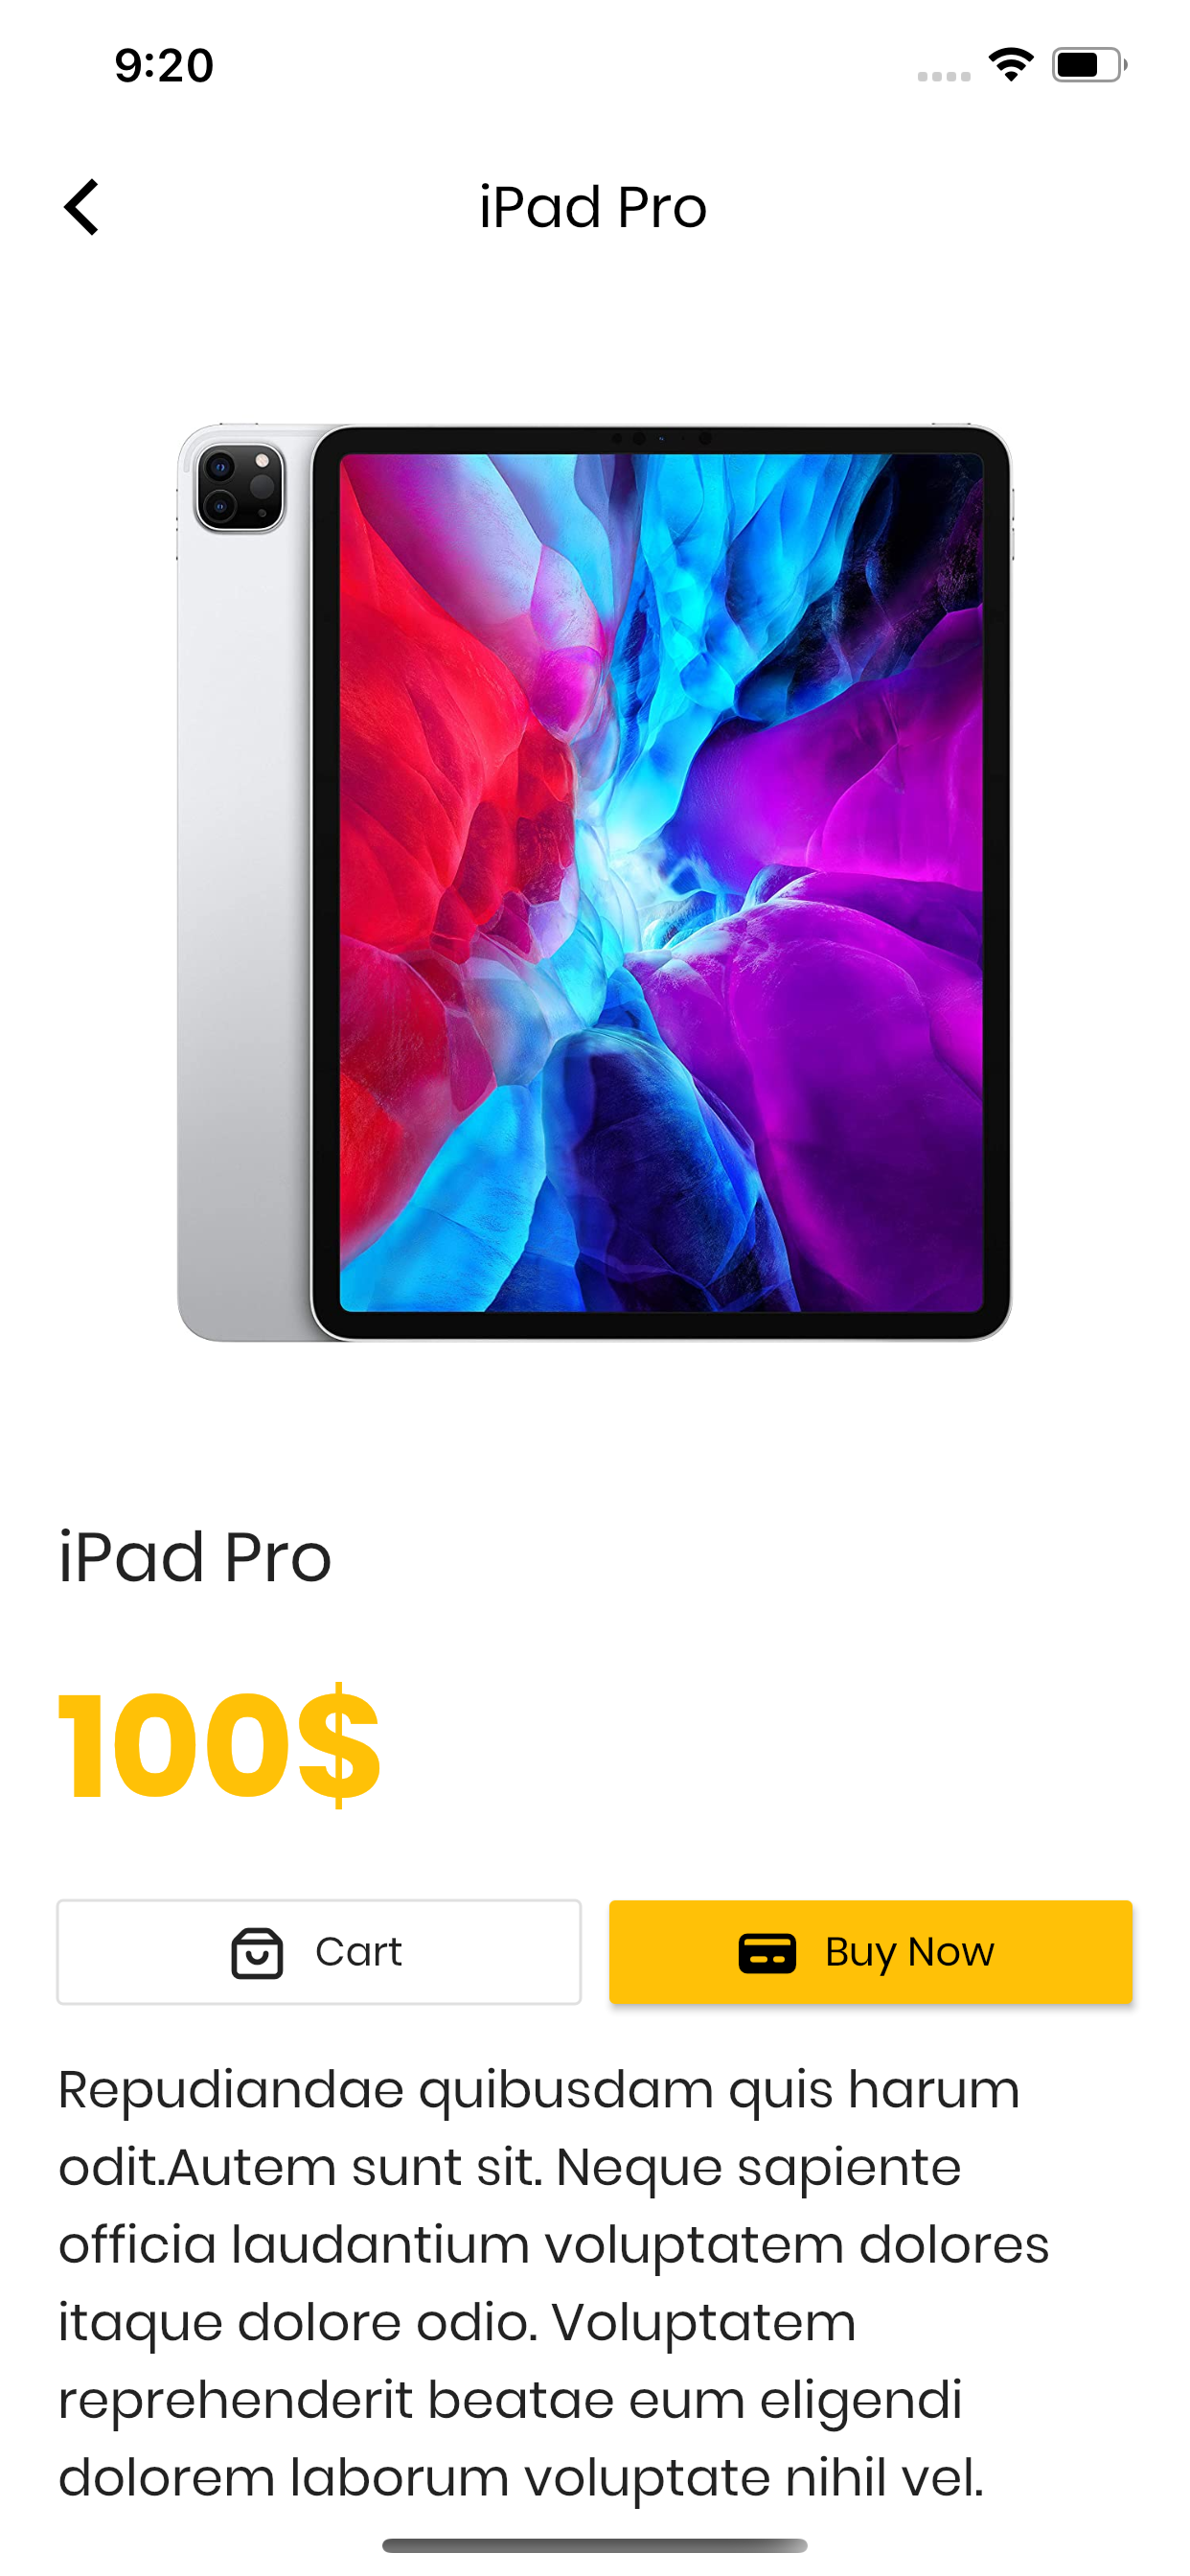 9:20
iPad Pro
iPad Pro
100$
Cart
Buy Now
Repudiandae quibusdam quis harum
odit.Autem sunt sit. Neque sapiente
officia laudantium voluptatem dolores
itaque dolore odio. Voluptatem
reprehenderit beatae eum eligendi
dolorem laborum voluptate nihil vel.